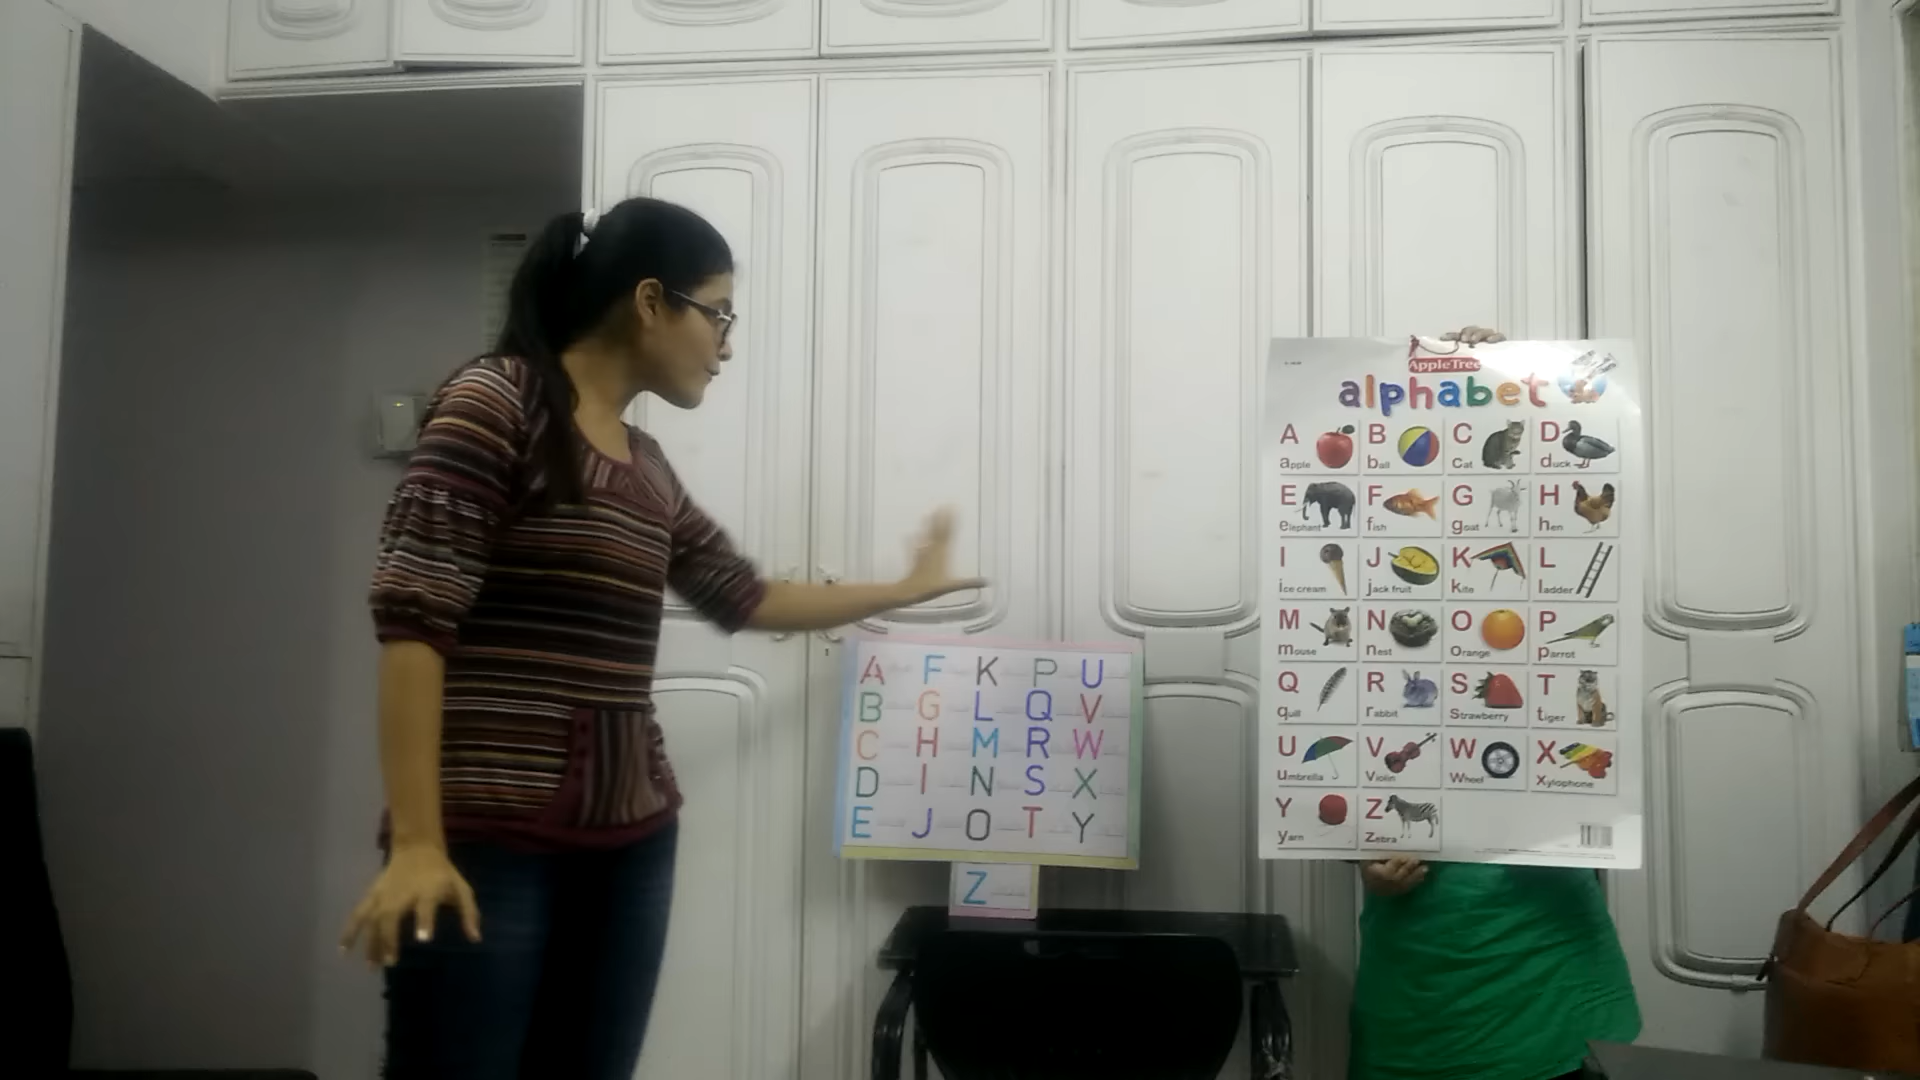 A F K P U
B G L Q V
C H M R W
D I N S X
E J O T Y
Z
AppleTree
alphabet
A B C D
apple ball Cat duck
E F G H
elephant fish goat hen
I J K L
ice cream jack fruit kite ladder
M N O P
mouse nest Orange parrot
Q R S T
quill rabbit Strawberry tiger
U V W X
umbrella Violin Wheel Xylophone
Y Z
yarn Zebra